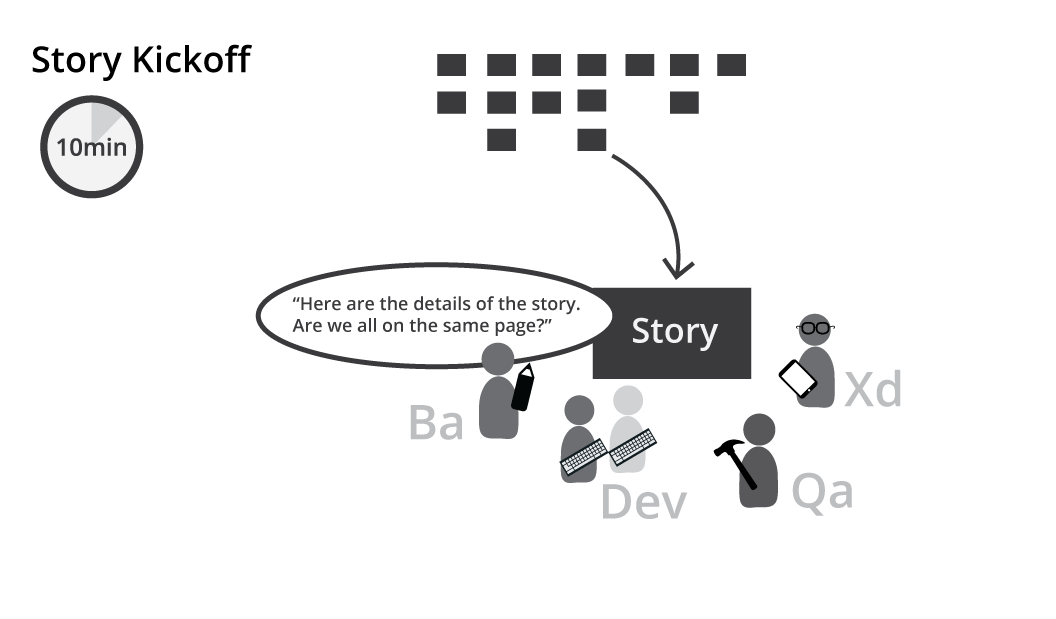 Story Kickoff
10min
“Here are the details of the story.
Are we all on the same page?”
Story
Ba
Xd
Dev
Qa